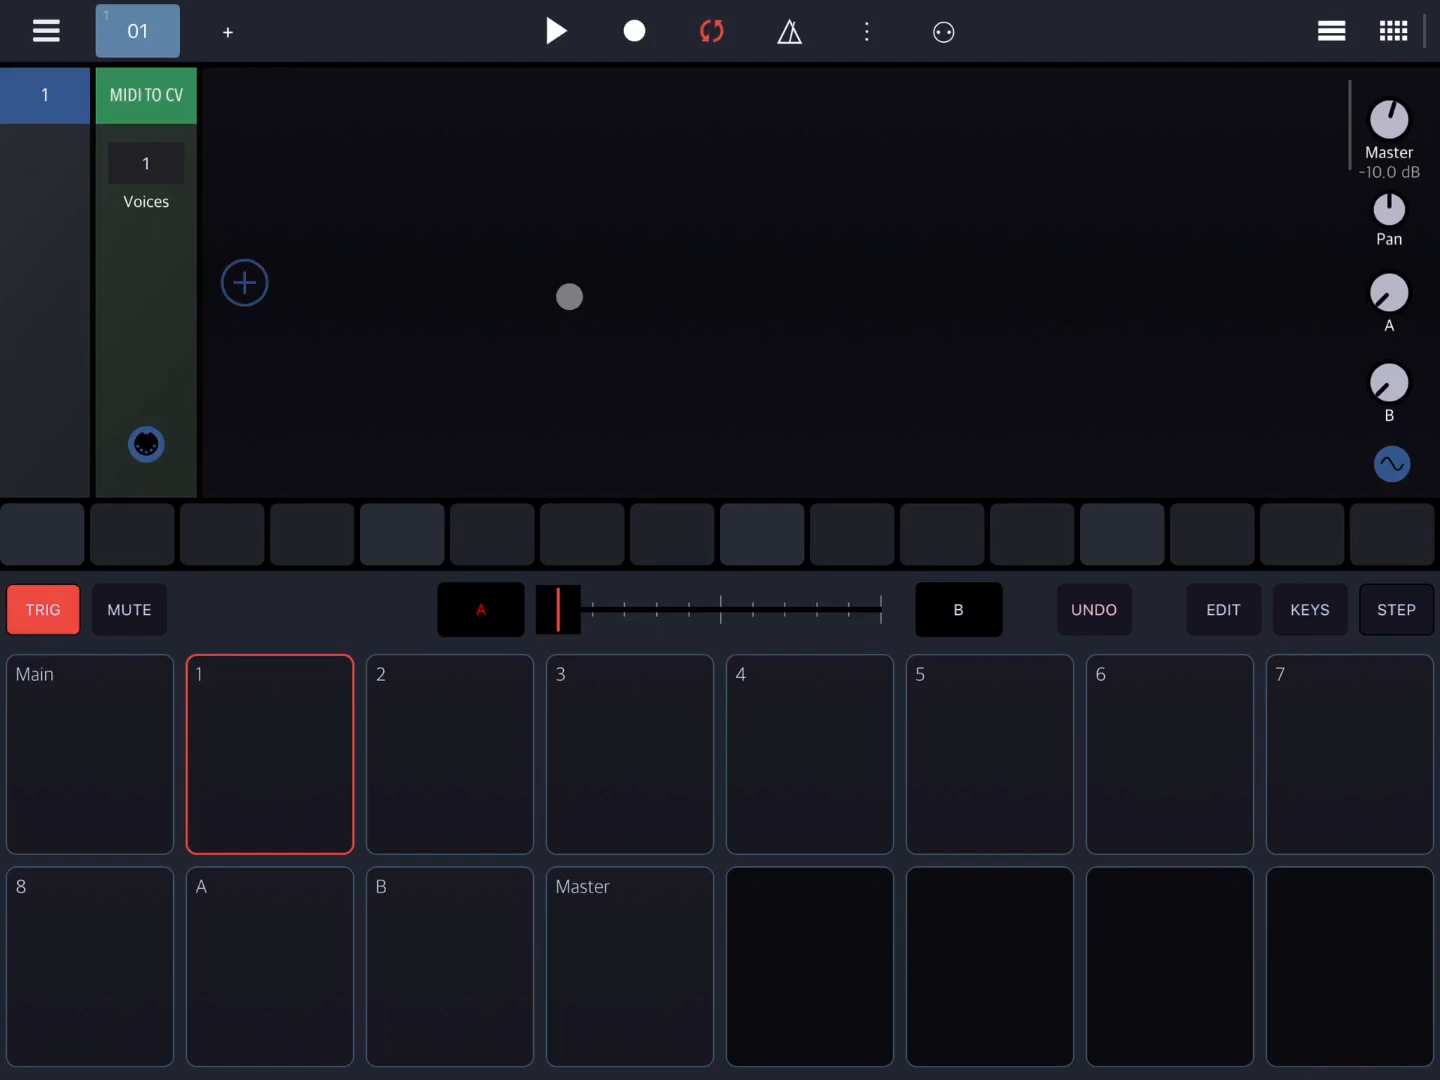 1
01
+
1
MIDI TO CV
1
Voices
Master
-10.0 dB
Pan
A
B
TRIG
MUTE
A
B
UNDO
EDIT
KEYS
STEP
Main
1
2
3
4
5
6
7
8
A
B
Master